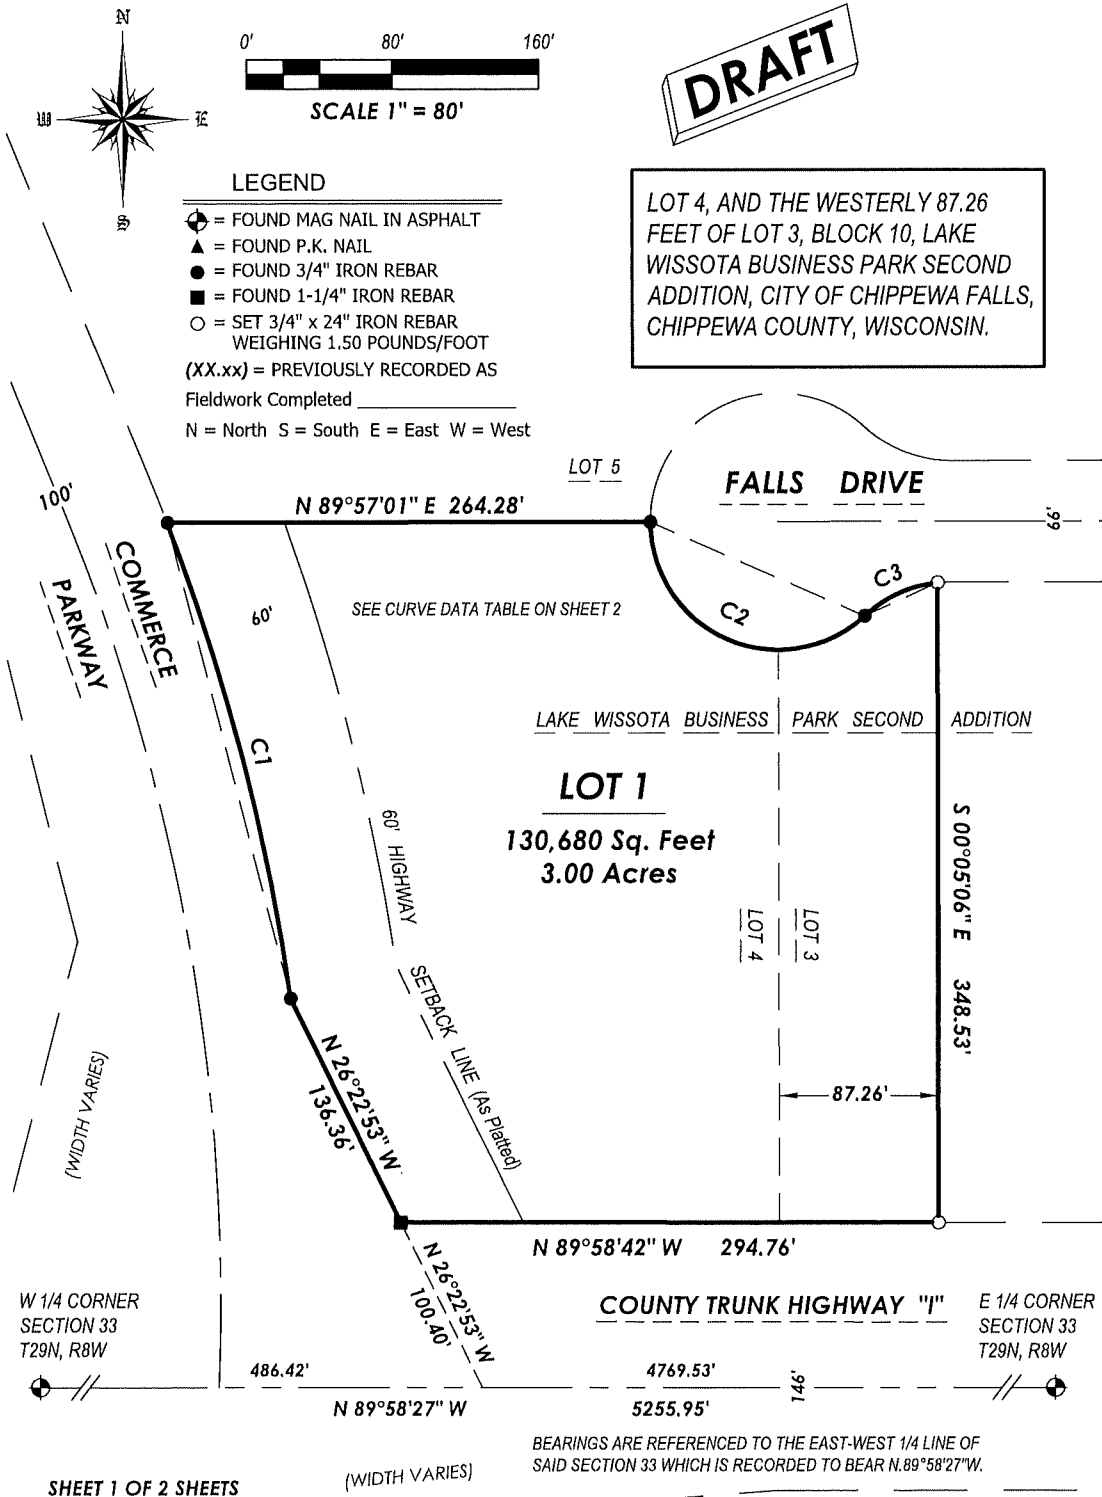 N
W
E
S
0' 80' 160'
SCALE 1" = 80'
DRAFT
LEGEND
= FOUND MAG NAIL IN ASPHALT
▲ = FOUND P.K. NAIL
● = FOUND 3/4" IRON REBAR
■ = FOUND 1-1/4" IRON REBAR
○ = SET 3/4" x 24" IRON REBAR
WEIGHING 1.50 POUNDS/FOOT
(XX.xx) = PREVIOUSLY RECORDED AS
Fieldwork Completed ____________
N = North S = South E = East W = West
LOT 4, AND THE WESTERLY 87.26
FEET OF LOT 3, BLOCK 10, LAKE
WISSOTA BUSINESS PARK SECOND
ADDITION, CITY OF CHIPPEWA FALLS,
CHIPPEWA COUNTY, WISCONSIN.
LOT 5
FALLS DRIVE
100'
N 89°57'01" E 264.28'
66'
COMMERCE
PARKWAY
60'
SEE CURVE DATA TABLE ON SHEET 2
C2
C3
C1
LAKE WISSOTA BUSINESS PARK SECOND ADDITION
LOT 1
130,680 Sq. Feet
3.00 Acres
60' HIGHWAY
SETBACK LINE (As Platted)
LOT 4
LOT 3
S 00°05'06" E 348.53'
87.26'
N 26°22'53" W
136.36'
(WIDTH VARIES)
N 89°58'42" W 294.76'
N 26°22'53" W
100.40'
COUNTY TRUNK HIGHWAY "I"
W 1/4 CORNER
SECTION 33
T29N, R8W
E 1/4 CORNER
SECTION 33
T29N, R8W
486.42'
4769.53'
146'
N 89°58'27" W 5255.95'
BEARINGS ARE REFERENCED TO THE EAST-WEST 1/4 LINE OF
SAID SECTION 33 WHICH IS RECORDED TO BEAR N.89°58'27"W.
(WIDTH VARIES)
SHEET 1 OF 2 SHEETS